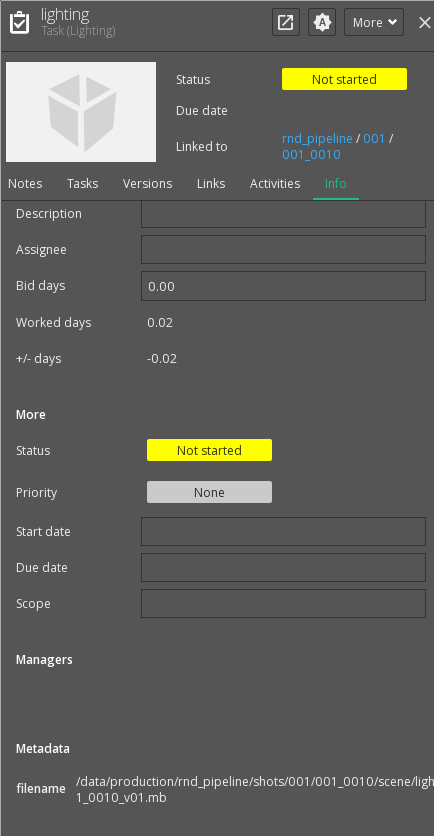 lighting
Task (Lighting)
A
More
Status
Not started
Due date
Linked to
rnd_pipeline / 001 /
001_0010
Notes Tasks Versions Links Activities Info
Description
Assignee
Bid days
0.00
Worked days
0.02
+/- days
-0.02
More
Status
Not started
Priority
None
Start date
Due date
Scope
Managers
Metadata
filename
/data/production/rnd_pipeline/shots/001/001_0010/scene/ligh
1_0010_v01.mb